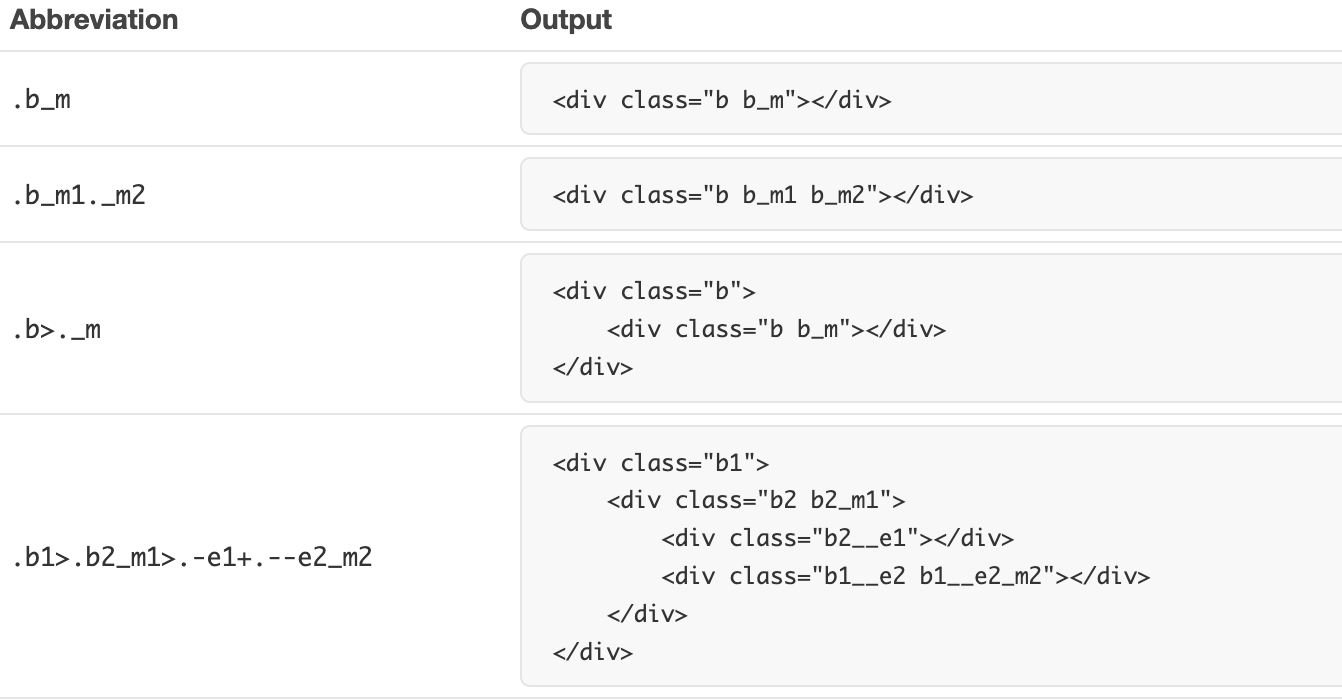 Abbreviation Output
.b_m <div class="b b_m"></div>
.b_m1._m2 <div class="b b_m1 b_m2"></div>
.b>._m
<div class="b">
    <div class="b b_m"></div>
</div>
.b1>.b2_m1>.-e1+.--e2_m2
<div class="b1">
    <div class="b2 b2_m1">
        <div class="b2__e1"></div>
        <div class="b1__e2 b1__e2_m2"></div>
    </div>
</div>